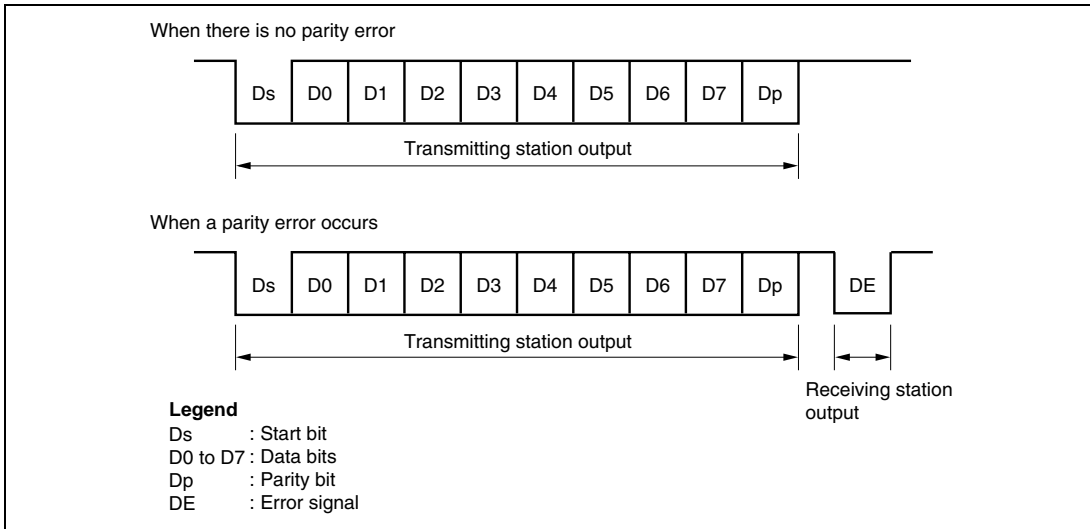 When there is no parity error
Ds D0 D1 D2 D3 D4 D5 D6 D7 Dp
Transmitting station output
When a parity error occurs
Ds D0 D1 D2 D3 D4 D5 D6 D7 Dp DE
Transmitting station output
Receiving station
output
Legend
Ds : Start bit
D0 to D7 : Data bits
Dp : Parity bit
DE : Error signal